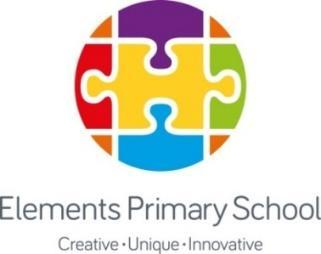 Elements Primary School
Creative·Unique·Innovative